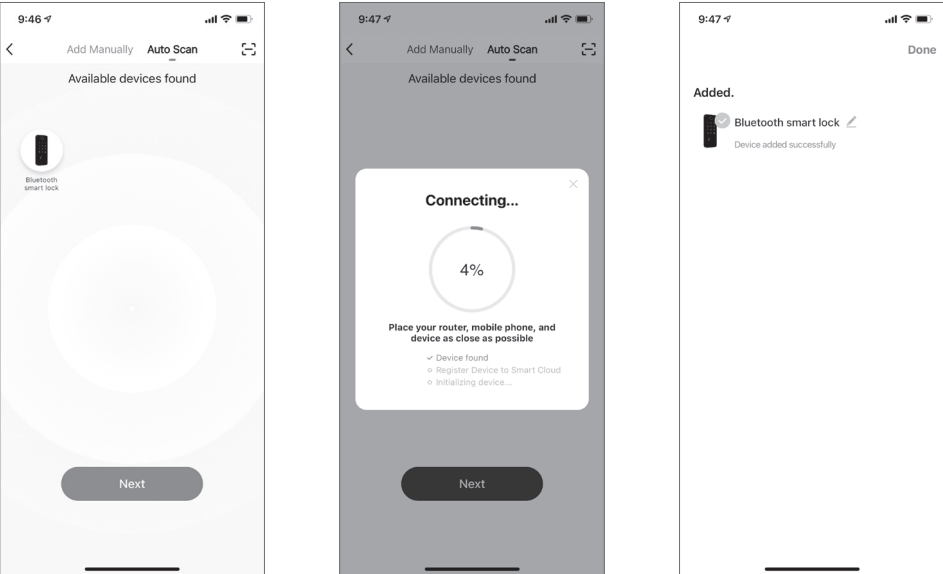 9:46
Add Manually Auto Scan
Available devices found
Bluetooth
smart lock
Next
9:47
Add Manually Auto Scan
Available devices found
Connecting...
4%
Place your router, mobile phone, and
device as close as possible
Device found
Register Device to Smart Cloud
Initializing device...
Next
9:47
Done
Added.
Bluetooth smart lock
Device added successfully